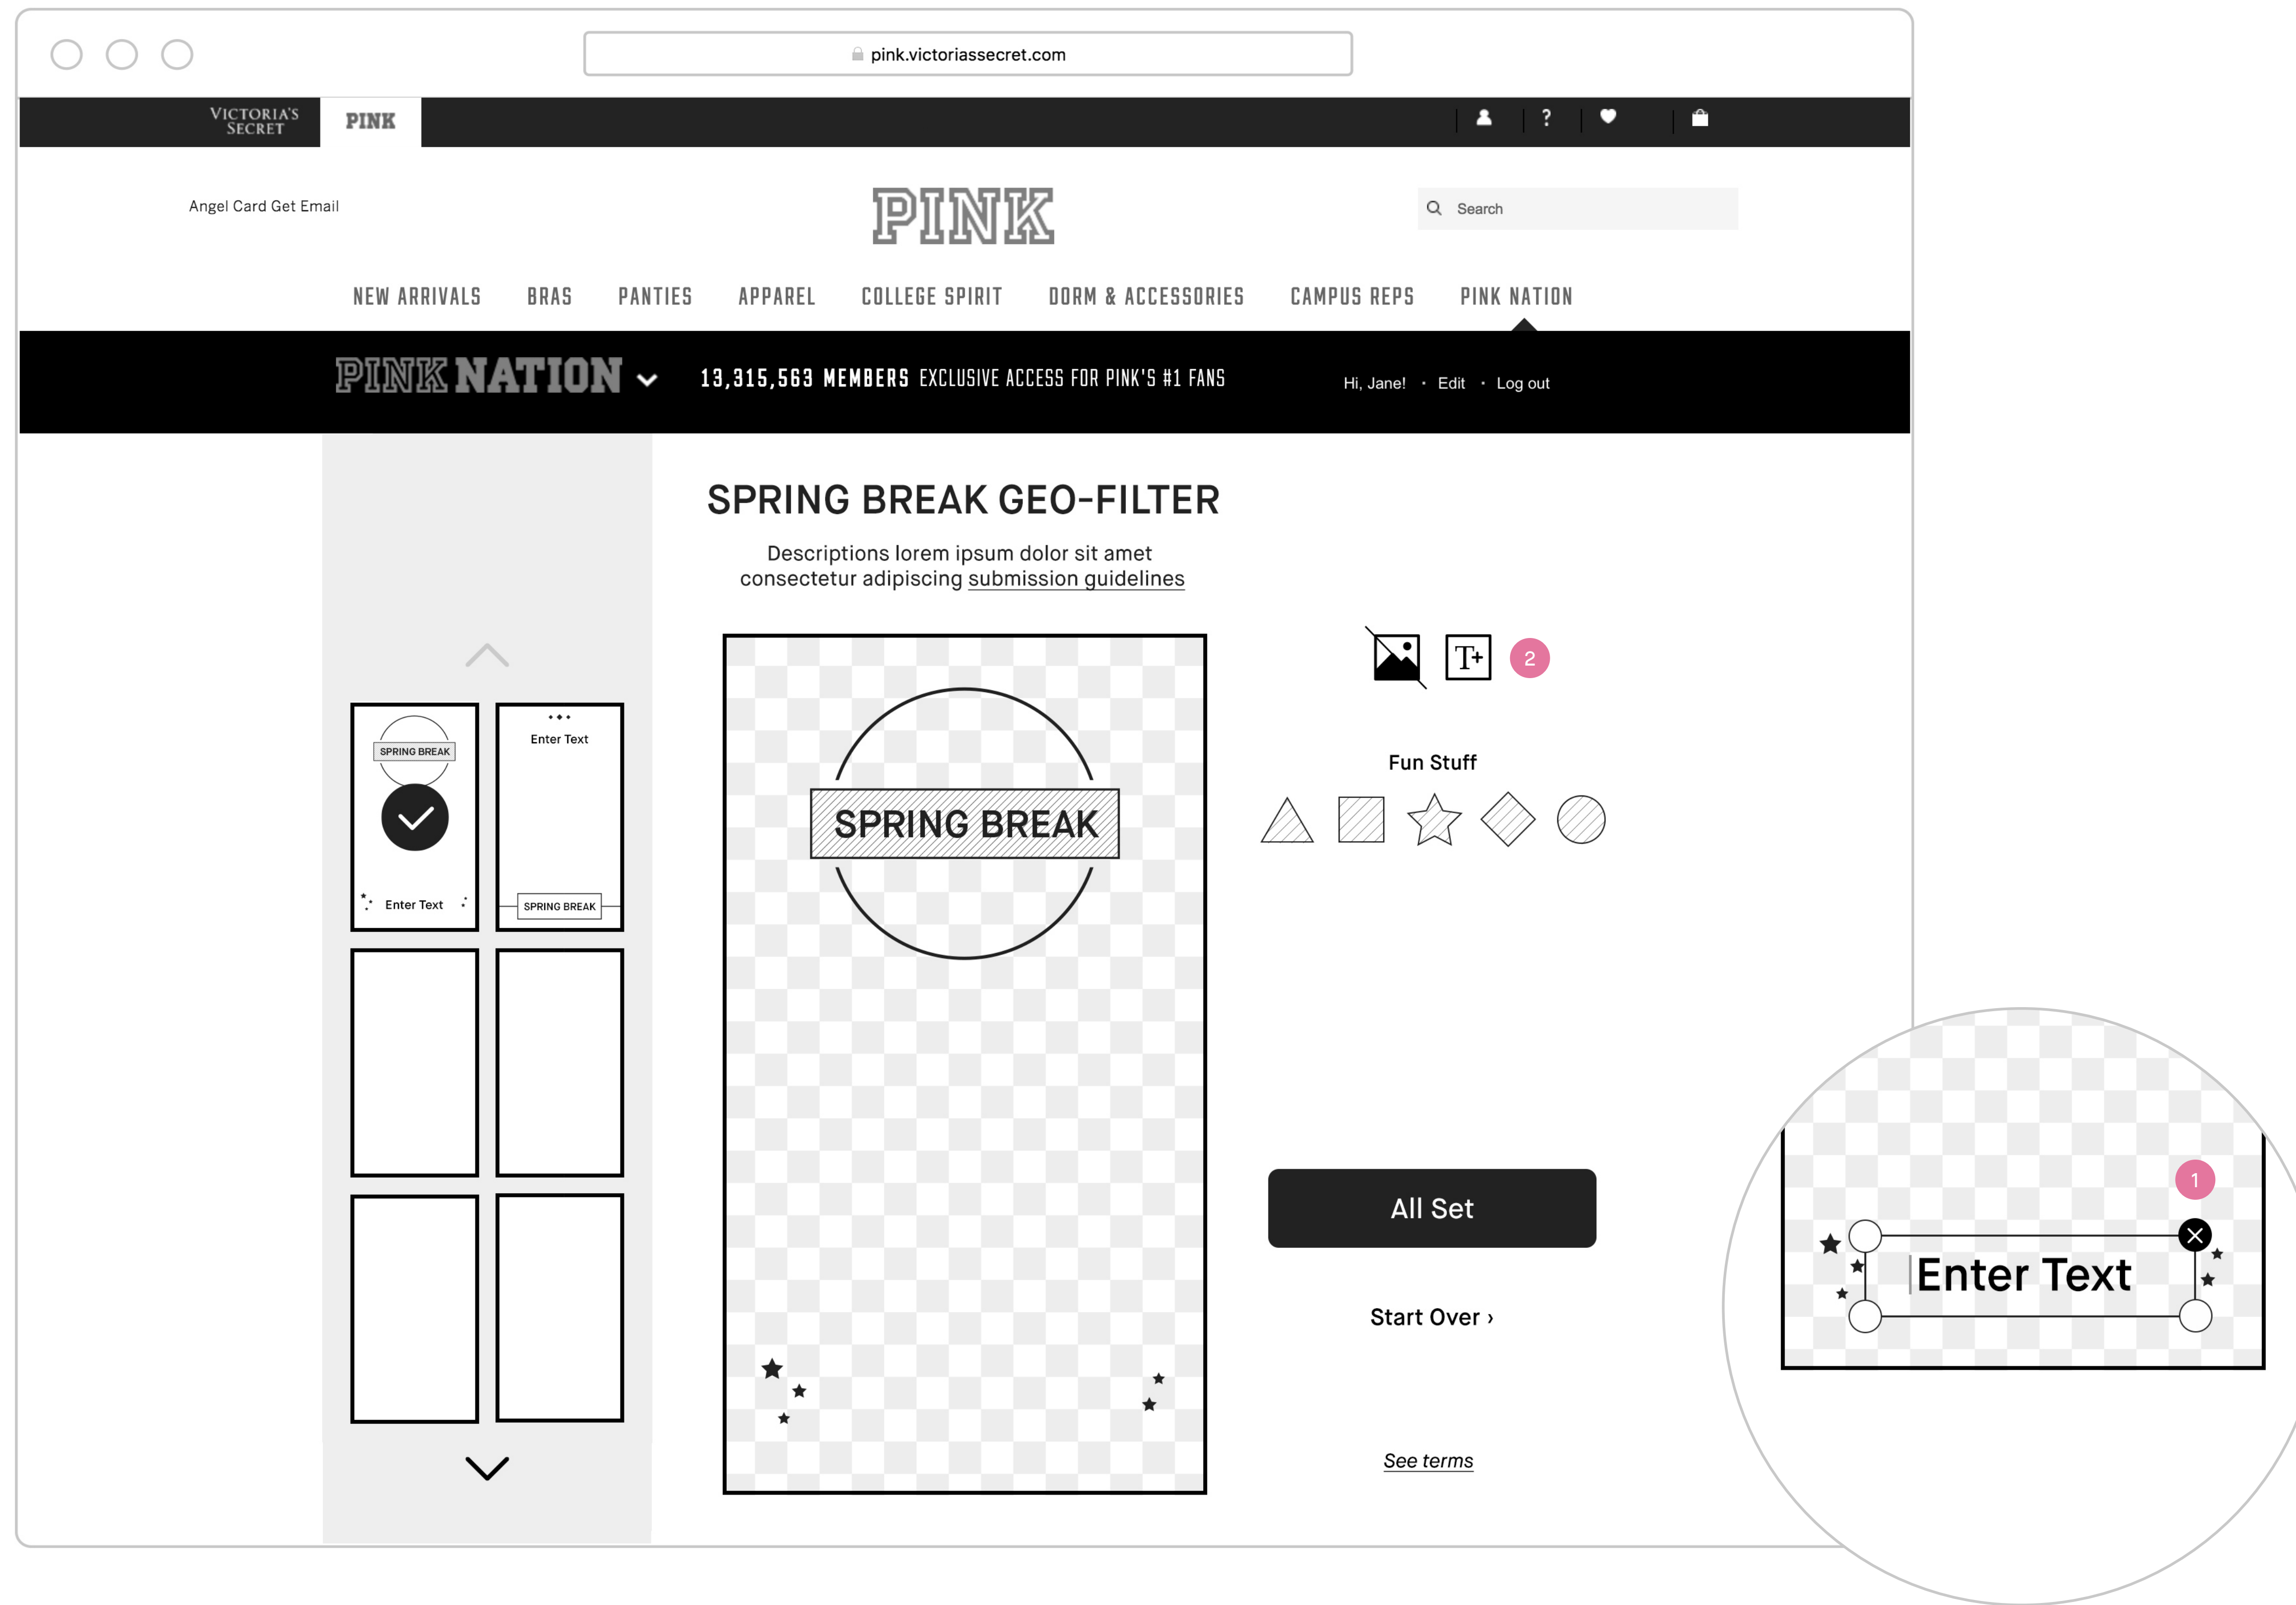 pink.victoriassecret.com
VICTORIA'S
SECRET
PINK
?
Angel Card Get Email
PINK
Search
NEW ARRIVALS BRAS PANTIES APPAREL COLLEGE SPIRIT DORM & ACCESSORIES CAMPUS REPS PINK NATION
PINK NATION
13,315,563 MEMBERS EXCLUSIVE ACCESS FOR PINK'S #1 FANS
Hi, Jane! · Edit · Log out
SPRING BREAK GEO-FILTER
Descriptions lorem ipsum dolor sit amet
consectetur adipiscing submission guidelines
SPRING BREAK
Enter Text
Enter Text
SPRING BREAK
SPRING BREAK
T+
2
Fun Stuff
All Set
Start Over ›
See terms
1
Enter Text